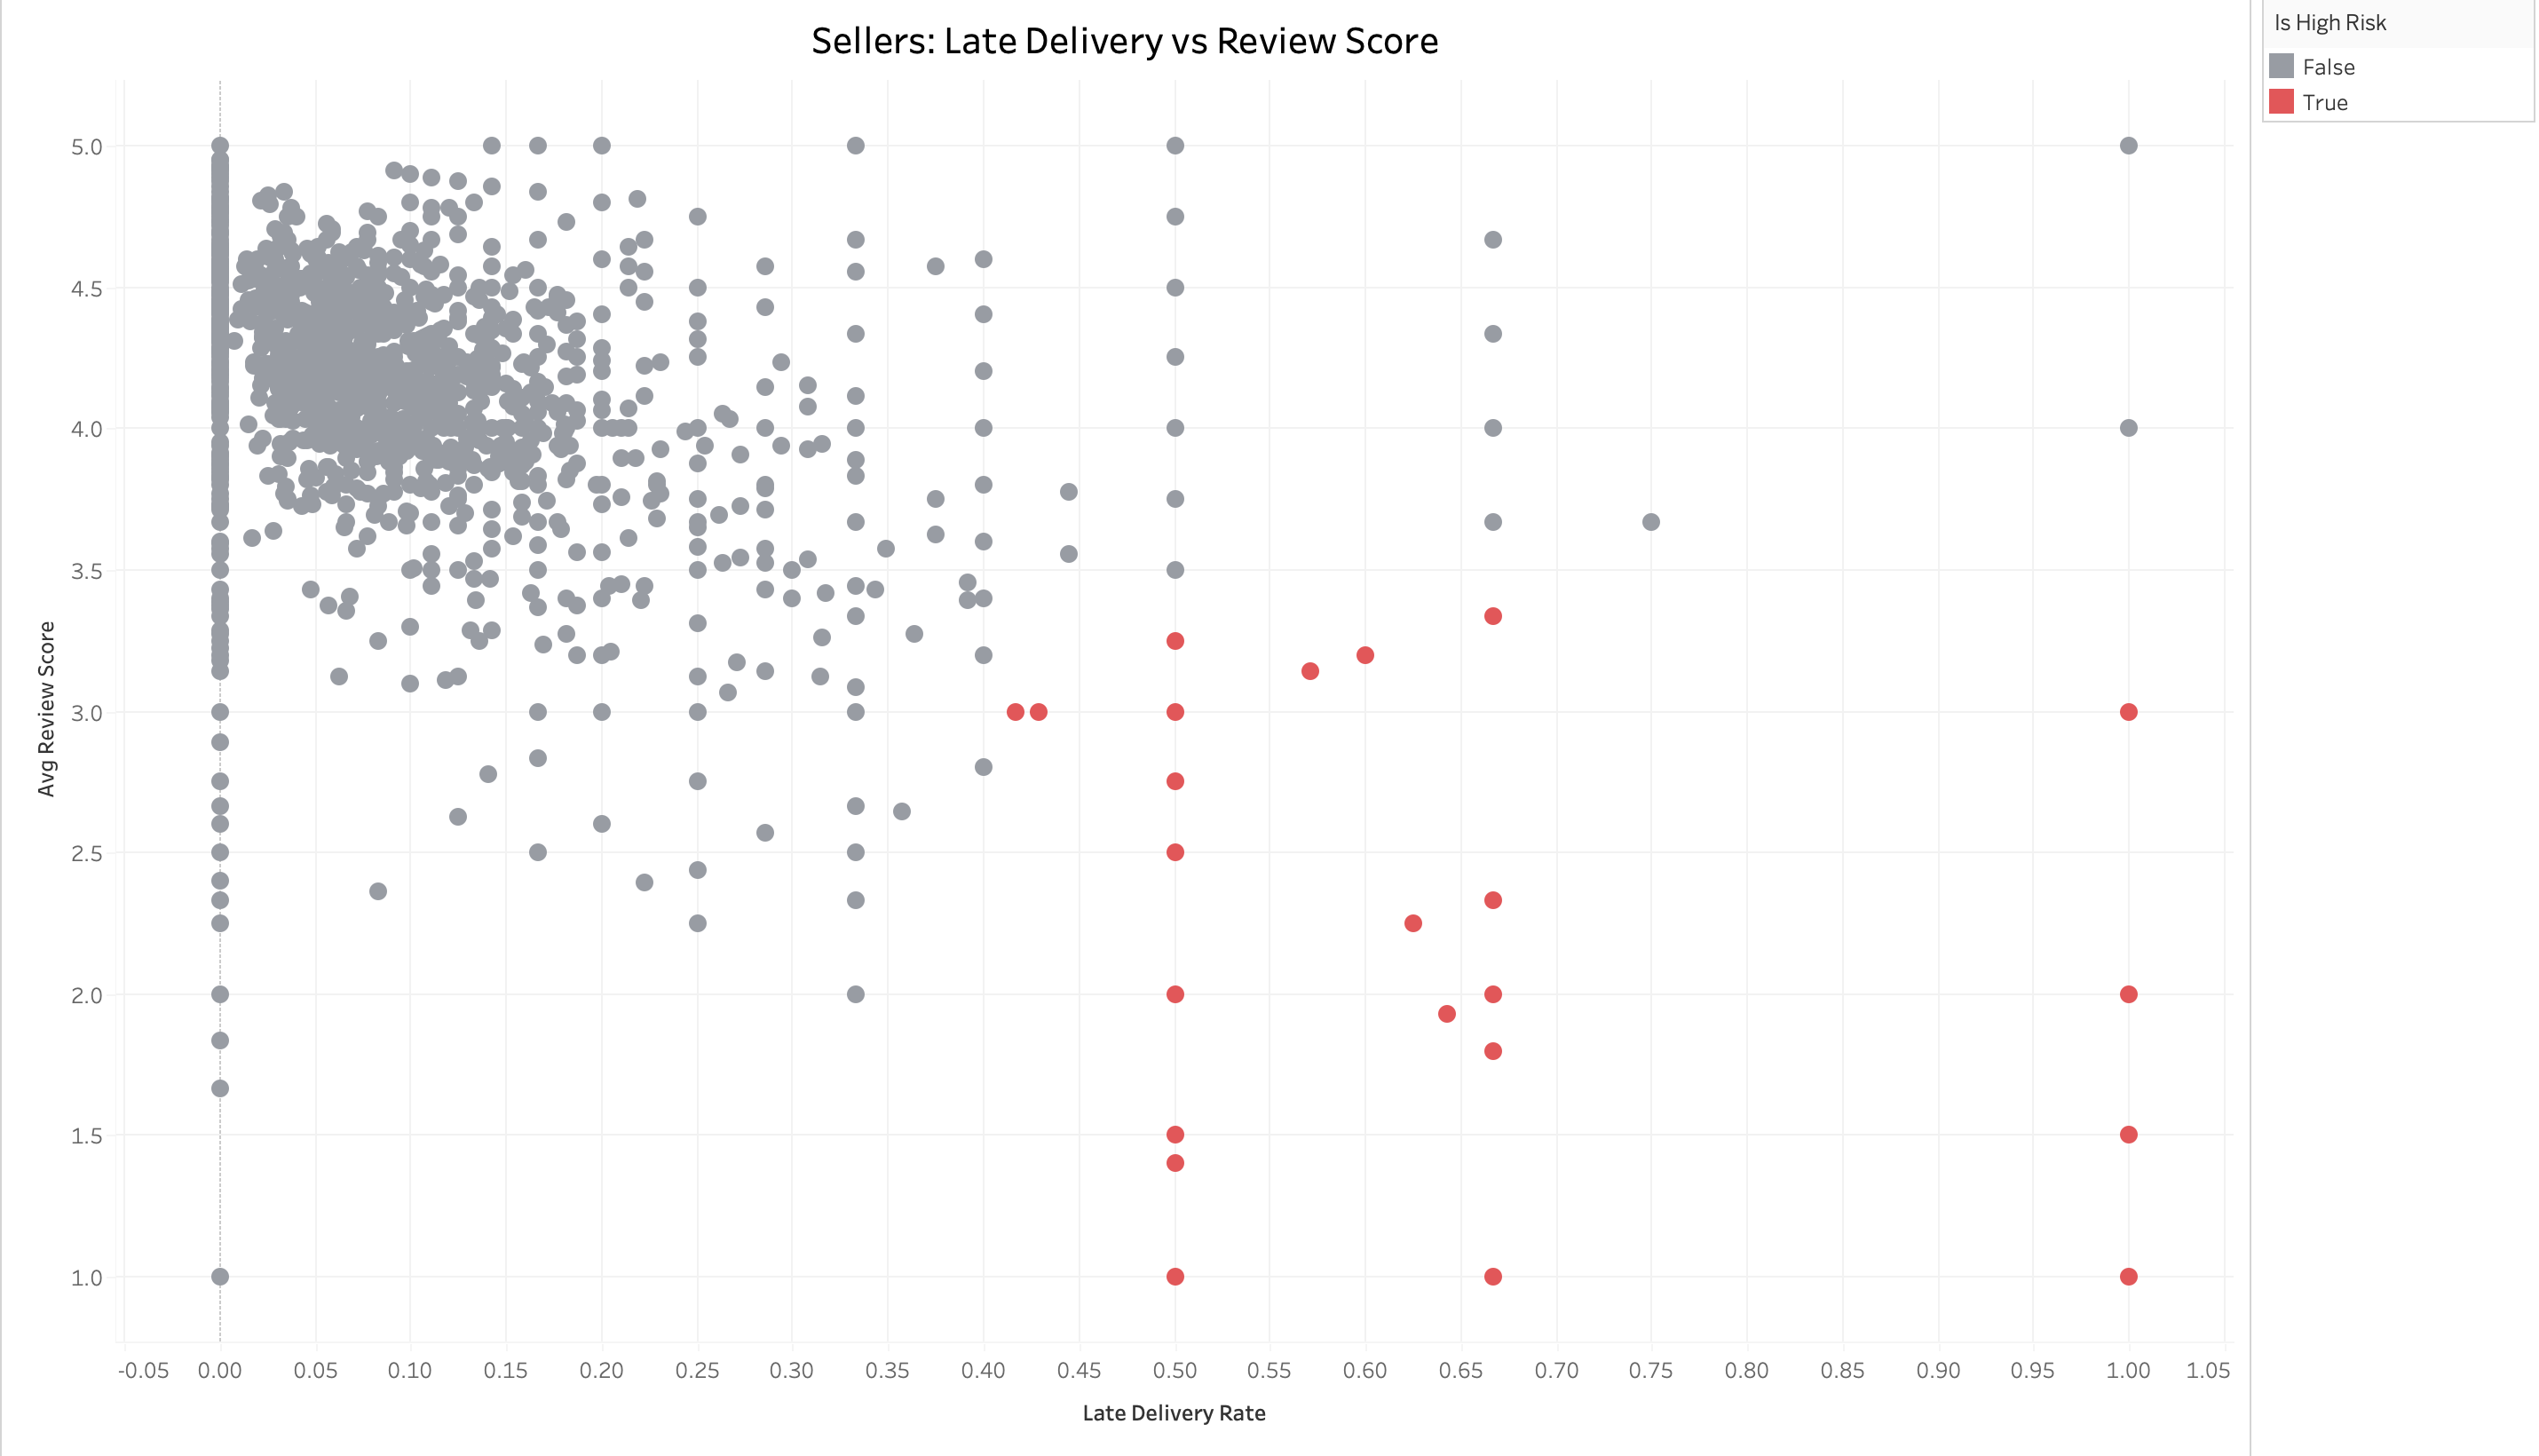 Sellers: Late Delivery vs Review Score
Is High Risk
False
True
5.0
4.5
4.0
3.5
3.0
2.5
2.0
1.5
1.0
Avg Review Score
-0.05 0.00 0.05 0.10 0.15 0.20 0.25 0.30 0.35 0.40 0.45 0.50 0.55 0.60 0.65 0.70 0.75 0.80 0.85 0.90 0.95 1.00 1.05
Late Delivery Rate